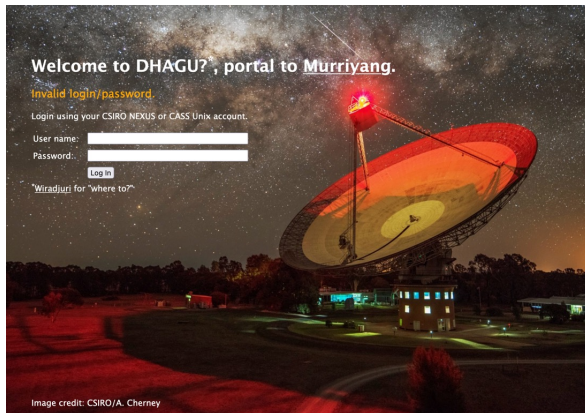 Welcome to DHAGU?*, portal to Murriyang.
Invalid login/password.
Login using your CSIRO NEXUS or CASS Unix account.
User name:
Password:
Log In
*Wiradjuri for "where to?"
Image credit: CSIRO/A. Cherney